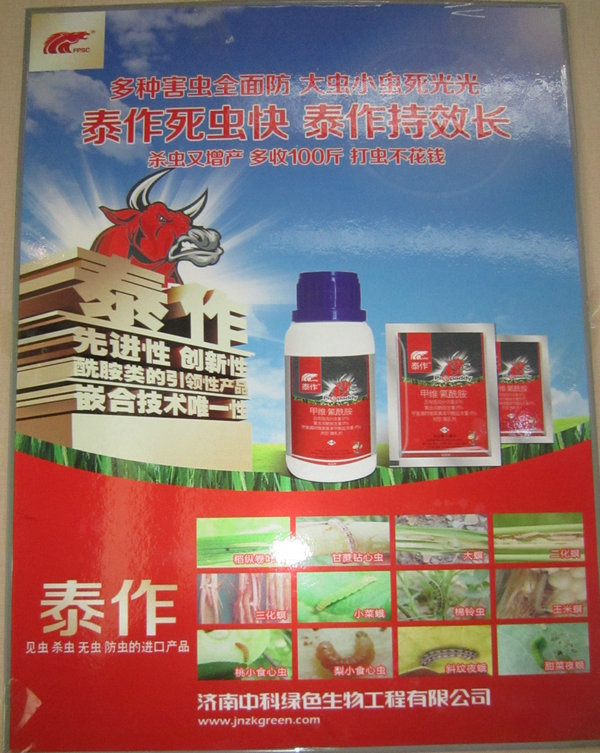 FPSC
多种害虫全面防 大虫小虫死光光
泰作死虫快 泰作持效长
杀虫又增产 多收100斤 打虫不花钱
泰作
先进性 创新性
酰胺类的引领性产品
嵌合技术唯一性
泰作
甲维·氟酰胺
泰作
甲维·氟酰胺
氟酰胺
稻纵卷叶
甘蔗钻心虫
大螟
二化螟
三化螟
小菜蛾
棉铃虫
玉米螟
桃小食心虫
梨小食心虫
斜纹夜蛾
甜菜夜蛾
泰作
见虫 杀虫 无虫 防虫的进口产品
济南中科绿色生物工程有限公司
www.jnzkgreen.com